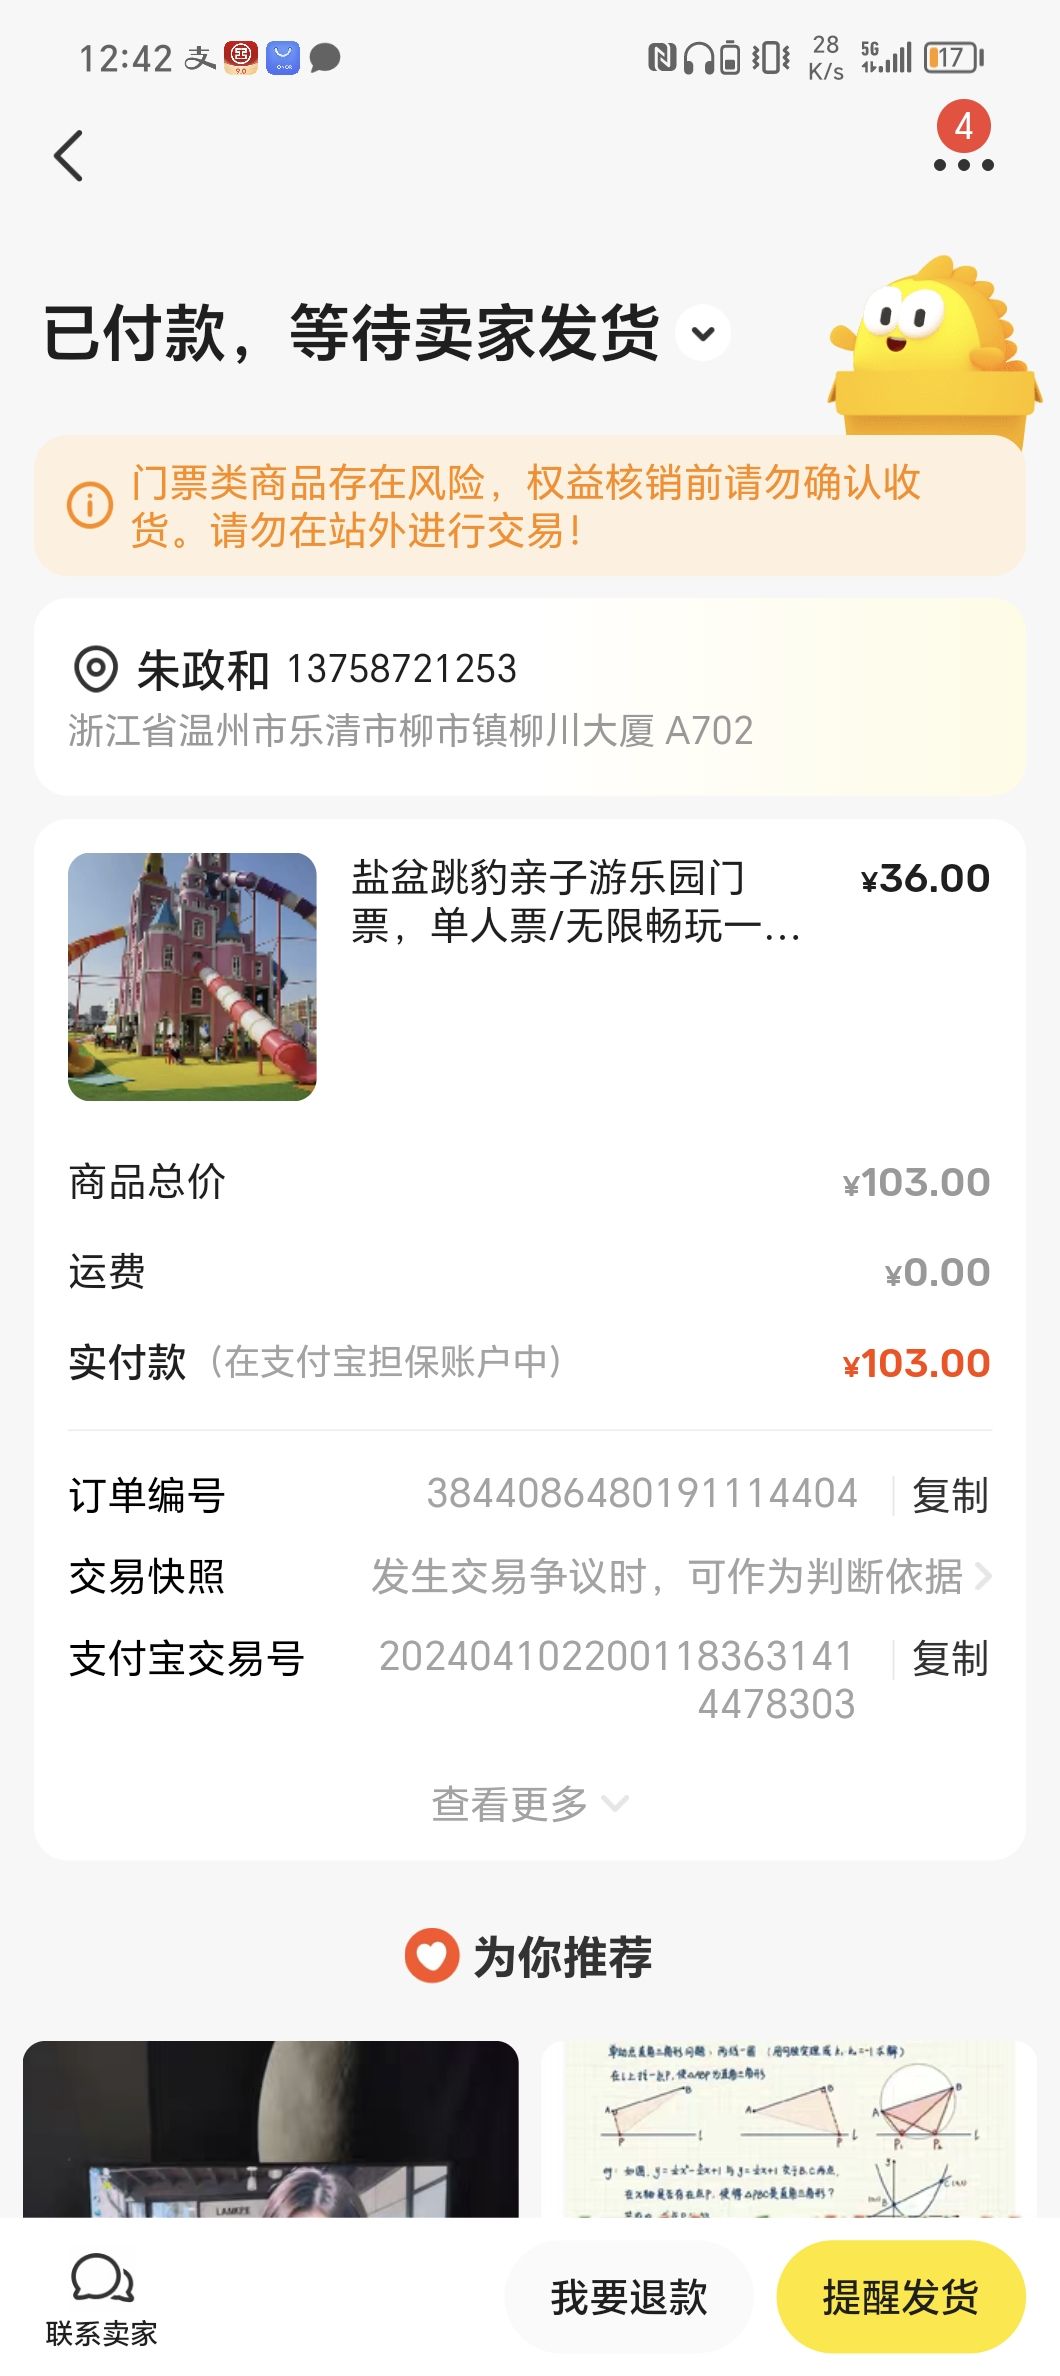 12:42
28
K/s
5G
17
4
已付款，等待卖家发货
门票类商品存在风险，权益核销前请勿确认收
货。请勿在站外进行交易！
朱政和 13758721253
浙江省温州市乐清市柳市镇柳川大厦 A702
盐盆跳豹亲子游乐园门
票，单人票/无限畅玩一...
¥36.00
商品总价 ¥103.00
运费 ¥0.00
实付款（在支付宝担保账户中） ¥103.00
订单编号 3844086480191114404 复制
交易快照 发生交易争议时，可作为判断依据
支付宝交易号 202404102200118363141 复制
4478303
查看更多
为你推荐
LANKEE
联系卖家
我要退款
提醒发货